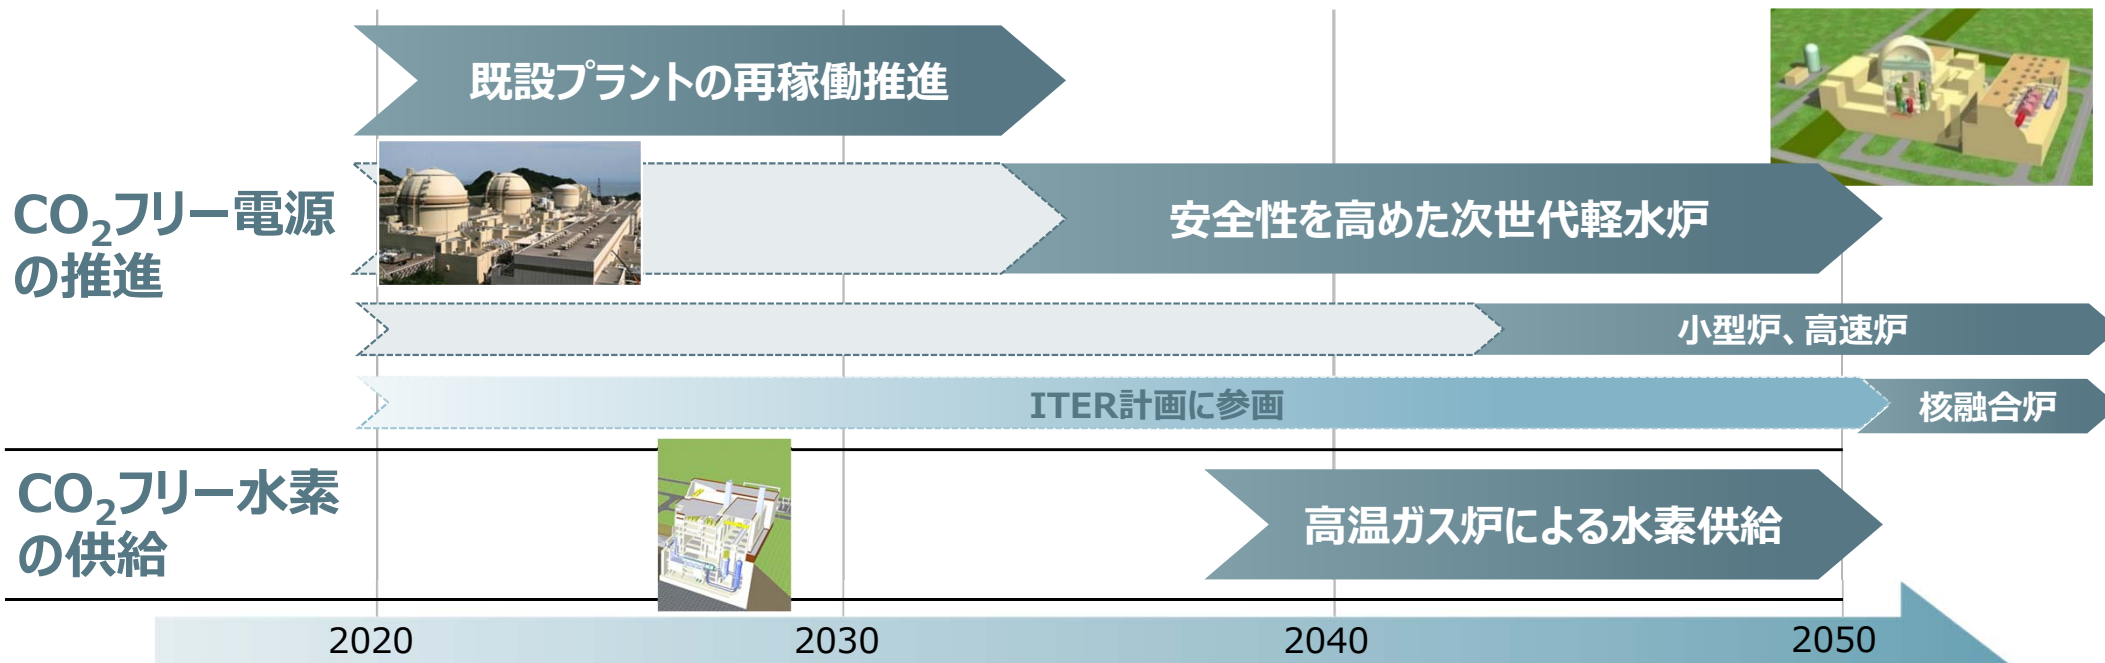 既設プラントの再稼働推進
CO₂フリー電源
の推進
安全性を高めた次世代軽水炉
小型炉、高速炉
ITER計画に参画
核融合炉
CO₂フリー水素
の供給
高温ガス炉による水素供給
2020
2030
2040
2050